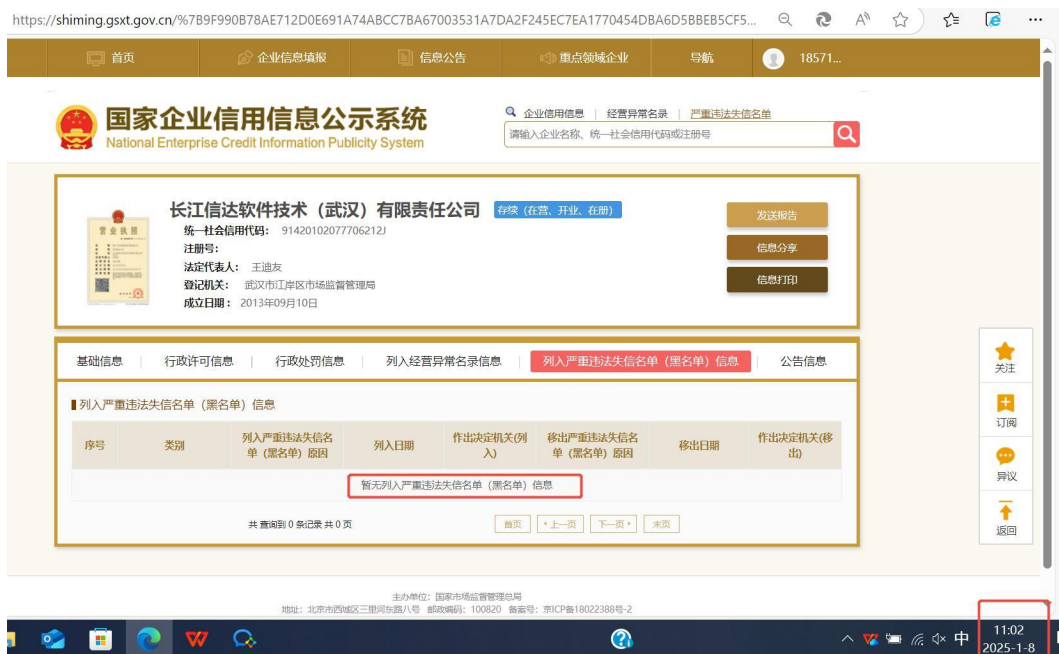 https://shiming.gsxt.gov.cn/%7B9F990B78AE712D0E691A74ABCC7BA67003531A7DA2F245EC7EA1770454DBA6D5BBEB5CF5...
首页 企业信息填报 信息公告 重点领域企业 导航 18571...
国家企业信用信息公示系统
National Enterprise Credit Information Publicity System
企业信用信息 | 经营异常名录 | 严重违法失信名单
请输入企业名称、统一社会信用代码或注册号
长江信达软件技术（武汉）有限责任公司 存续（在营、开业、在册）
营业执照
统一社会信用代码： 91420102077706212J
注册号：
法定代表人： 王迪友
登记机关： 武汉市江岸区市场监督管理局
成立日期： 2013年09月10日
发送报告
信息分享
信息打印
基础信息 | 行政许可信息 | 行政处罚信息 | 列入经营异常名录信息 | 列入严重违法失信名单（黑名单）信息 | 公告信息
列入严重违法失信名单（黑名单）信息
序号 类别 列入严重违法失信名单（黑名单）原因 列入日期 作出决定机关(列入) 移出严重违法失信名单（黑名单）原因 移出日期 作出决定机关(移出)
暂无列入严重违法失信名单（黑名单）信息
共 查询到 0 条记录 共 0 页 首页 上一页 下一页 末页
关注
订阅
异议
返回
主办单位：国家市场监督管理总局
地址：北京市西城区三里河东路八号 邮政编码：100820 备案号：京ICP备18022388号-2
中 11:02
2025-1-8